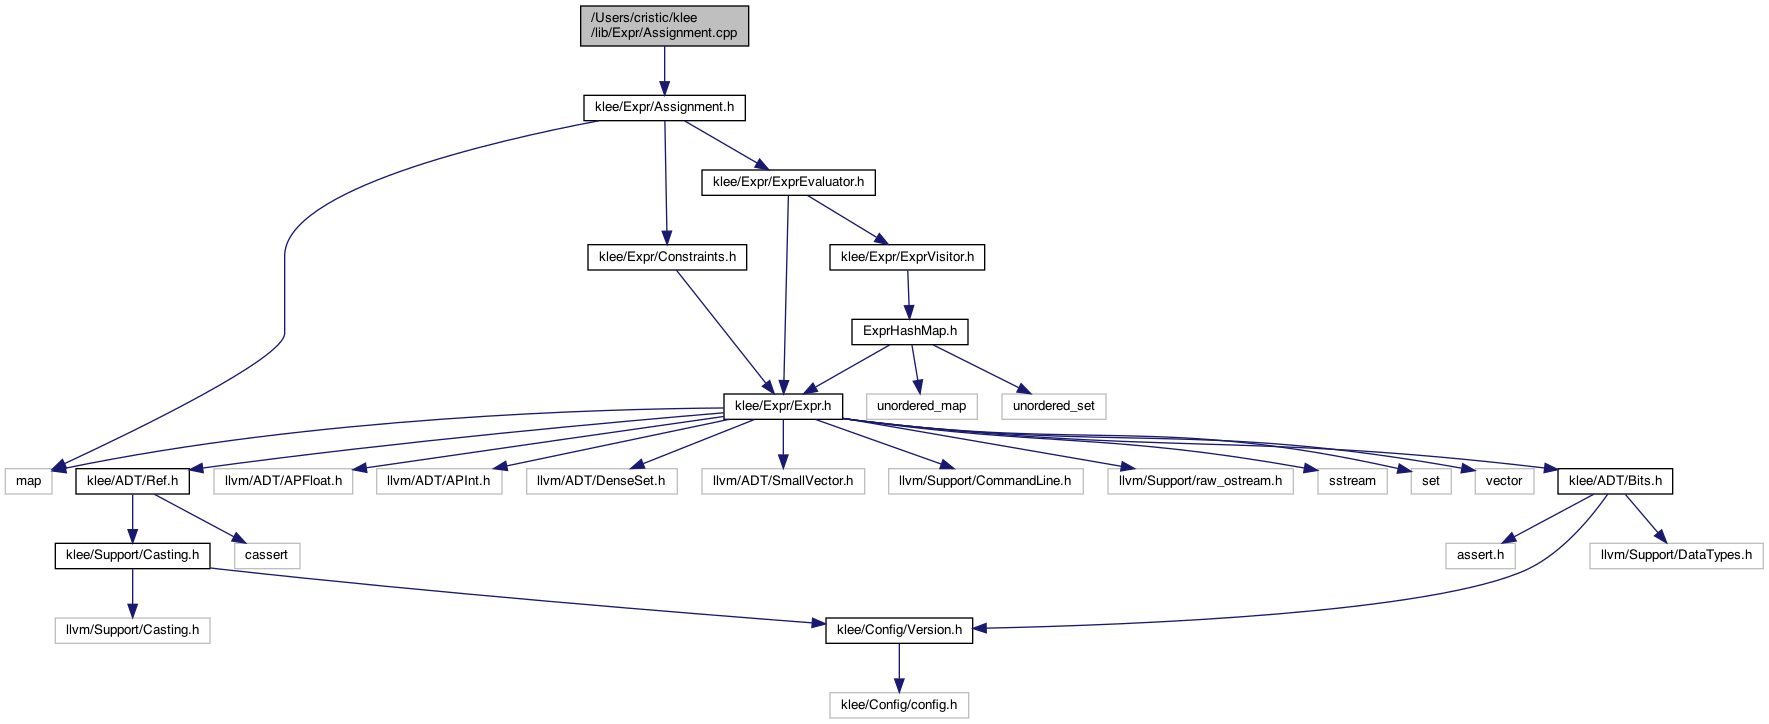 /Users/cristic/klee
/lib/Expr/Assignment.cpp
klee/Expr/Assignment.h
klee/Expr/ExprEvaluator.h
klee/Expr/Constraints.h
klee/Expr/ExprVisitor.h
ExprHashMap.h
klee/Expr/Expr.h
unordered_map
unordered_set
map
klee/ADT/Ref.h
llvm/ADT/APFloat.h
llvm/ADT/APInt.h
llvm/ADT/DenseSet.h
llvm/ADT/SmallVector.h
llvm/Support/CommandLine.h
llvm/Support/raw_ostream.h
sstream
set
vector
klee/ADT/Bits.h
klee/Support/Casting.h
cassert
assert.h
llvm/Support/DataTypes.h
llvm/Support/Casting.h
klee/Config/Version.h
klee/Config/config.h